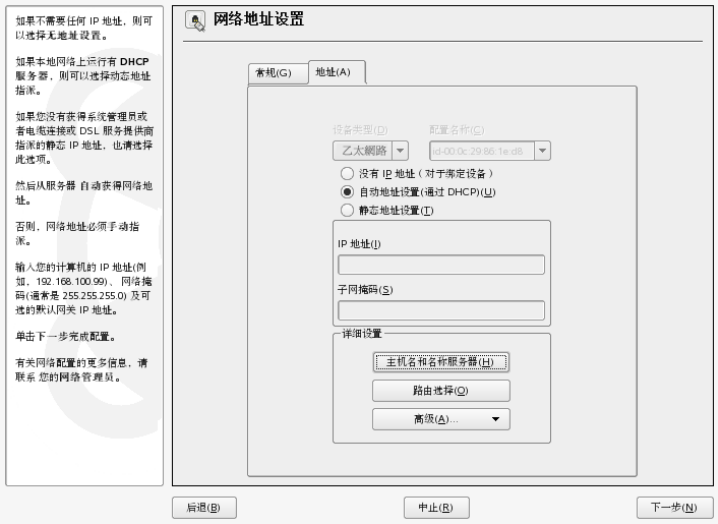 如果不需要任何 IP 地址，则可
以选择无地址设置。
如果本地网络上运行有 DHCP
服务器，则可以选择动态地址
指派。
如果您没有获得系统管理员或
者电缆连接或 DSL 服务提供商
指派的静态 IP 地址，也请选择
此选项。
然后从服务器 自动获得网络地
址。
否则，网络地址必须手动指
派。
输入您的计算机的 IP 地址(例
如，192.168.100.99)、网络掩
码(通常是 255.255.255.0) 及可
选的默认网关 IP 地址。
单击下一步完成配置。
有关网络配置的更多信息，请
联系 您的网络管理员。
网络地址设置
常规(G)
地址(A)
设备类型(D) 配置名称(C)
乙太網路 id-00:0c:29:86:1e:d8
没有 IP 地址（对于绑定设备）
自动地址设置(通过 DHCP)(U)
静态地址设置(T)
IP 地址(I)
子网掩码(S)
详细设置
主机名和名称服务器(H)
路由选择(O)
高级(A)...
后退(B) 中止(R) 下一步(N)